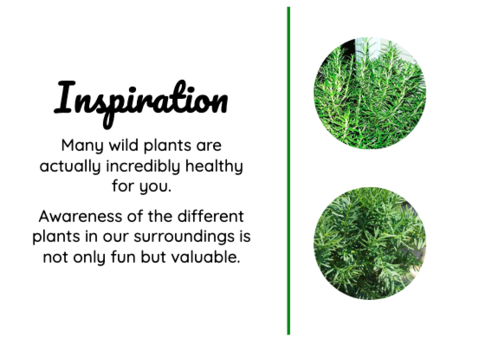 Inspiration
Many wild plants are
actually incredibly healthy
for you.
Awareness of the different
plants in our surroundings is
not only fun but valuable.